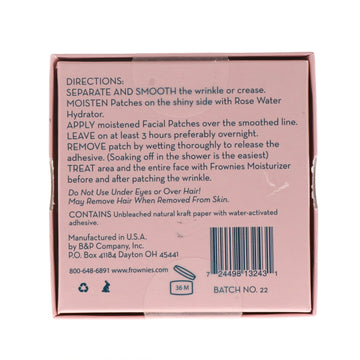 DIRECTIONS:
SEPARATE AND SMOOTH the wrinkle or crease.
MOISTEN Patches on the shiny side with Rose Water
Hydrator.
APPLY moistened Facial Patches over the smoothed line.
LEAVE on at least 3 hours preferably overnight.
REMOVE patch by wetting thoroughly to release the
adhesive. (Soaking off in the shower is the easiest)
TREAT area and the entire face with Frownies Moisturizer
before and after patching the wrinkle.
Do Not Use Under Eyes or Over Hair!
May Remove Hair When Removed From Paper
CONTAINS Unbleached natural kraft paper with water-activated
adhesive.
Manufactured in U.S.A.
by B&P Company, Inc.
P.O. Box 41184 Dayton OH 45441
800-648-6891 www.frownies.com
36 M
7 24498 13243 1
BATCH NO. 22